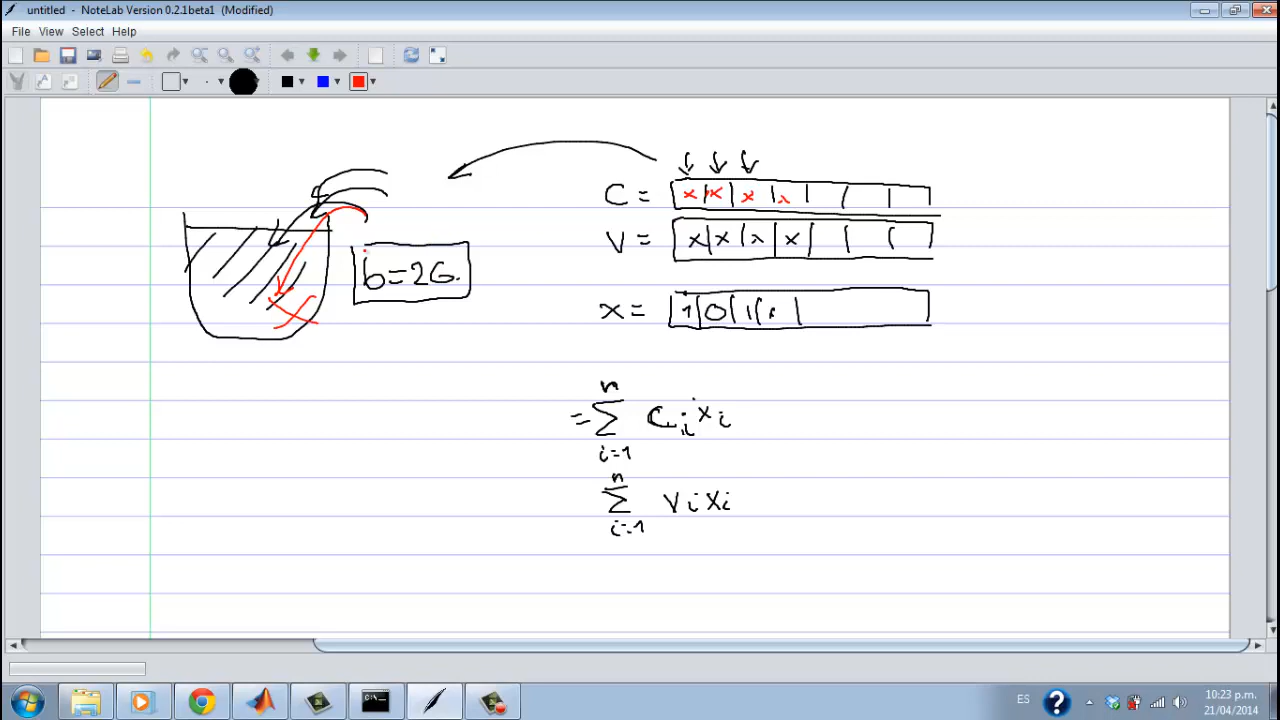 untitled - NoteLab Version 0.2.1beta1 (Modified)
File View Select Help
C =
x x x x
V =
x x x x
b=26.
x =
1 0 1
n
= Σ Ci xi
i=1
n
Σ Vi xi
i=1
ES
10:23 p.m.
21/04/2014